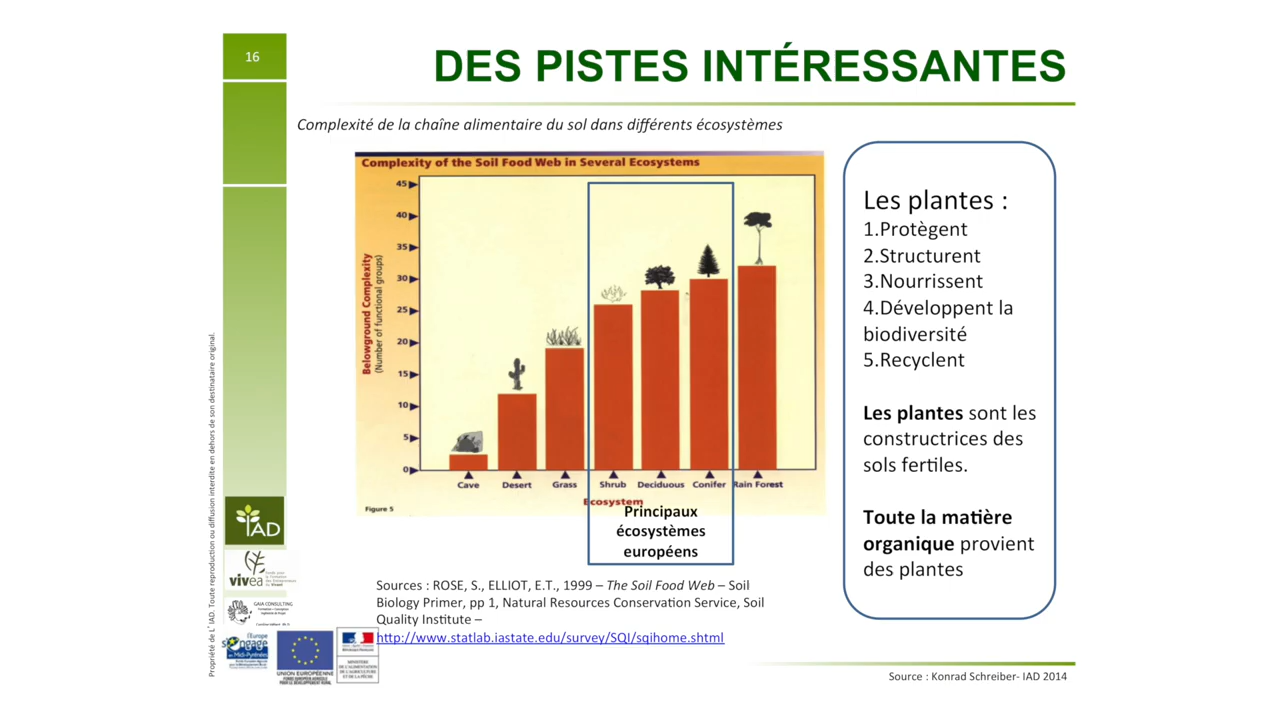 16
DES PISTES INTÉRESSANTES
Complexité de la chaîne alimentaire du sol dans différents écosystèmes
Complexity of the Soil Food Web in Several Ecosystems
Belowground Complexity
(Number of functional groups)
45
40
35
30
25
20
15
10
5
0
Cave Desert Grass Shrub Deciduous Conifer Rain Forest
Ecosystem
Figure 5
Principaux
écosystèmes
européens
Les plantes :
1.Protègent
2.Structurent
3.Nourrissent
4.Développent la
biodiversité
5.Recyclent
Les plantes sont les
constructrices des
sols fertiles.
Toute la matière
organique provient
des plantes
Sources : ROSE, S., ELLIOT, E.T., 1999 – The Soil Food Web – Soil
Biology Primer, pp 1, Natural Resources Conservation Service, Soil
Quality Institute –
http://www.statlab.iastate.edu/survey/SQI/sqihome.shtml
Source : Konrad Schreiber- IAD 2014
Propriété de L' IAD. Toute reproduction ou diffusion interdite en dehors de son destinataire original.
IAD
vivea
GAIA CONSULTING
l'Europe
s'engage
en Midi-Pyrénées
UNION EUROPÉENNE